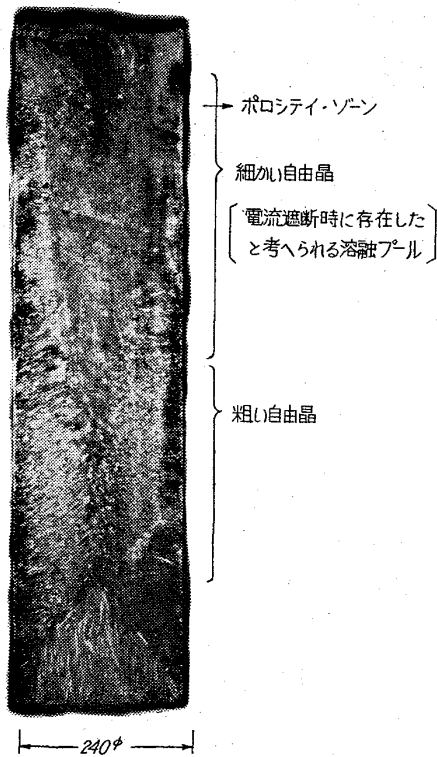 ポロシテイ・ゾーン
細かい自由晶
電流遮断時に存在した
と考へられる溶融プール
粗い自由晶
240φ